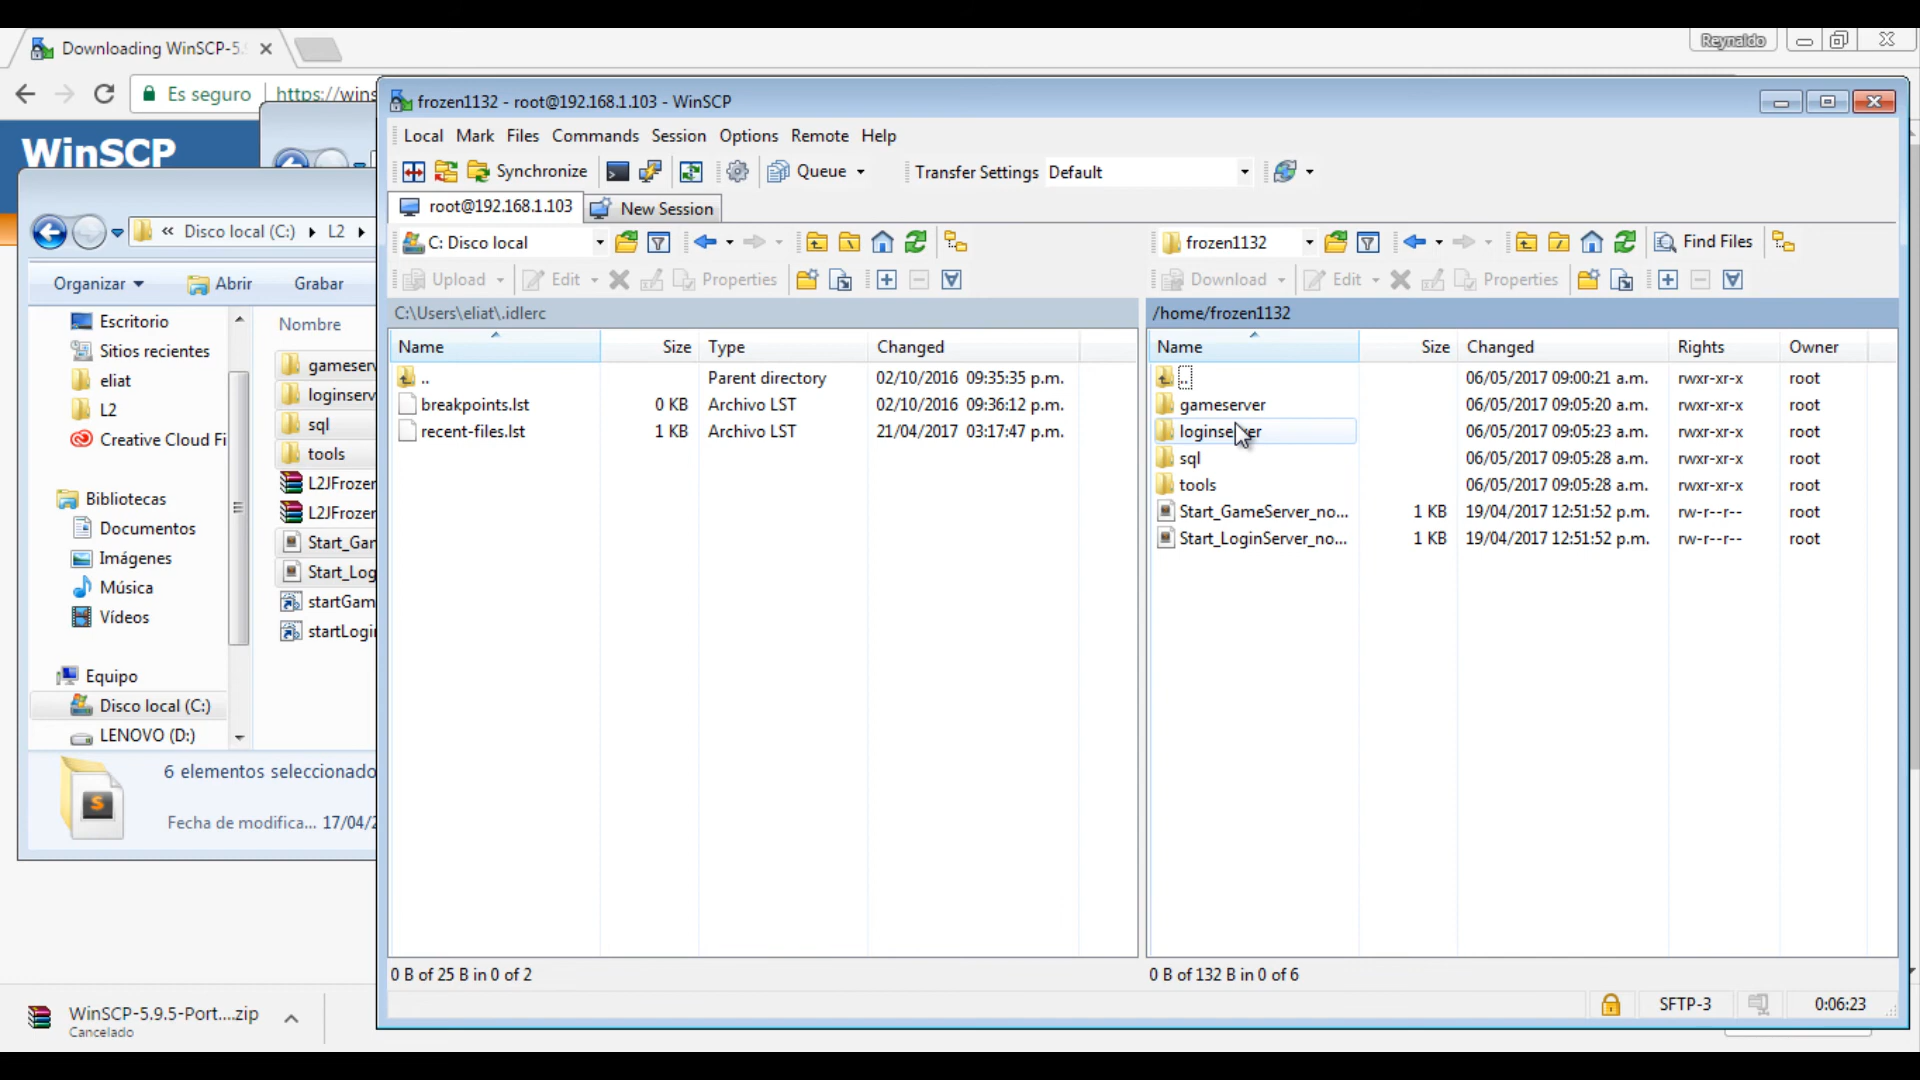 Downloading WinSCP-5.9
Reynaldo
Es seguro
https://wins
WinSCP
frozen1132 - root@192.168.1.103 - WinSCP
Local Mark Files Commands Session Options Remote Help
Synchronize
Queue
Transfer Settings Default
root@192.168.1.103
New Session
« Disco local (C:) L2
C: Disco local
frozen1132
Find Files
Organizar
Abrir
Grabar
Upload Edit Properties
Download Edit Properties
C:\Users\eliat\.idlerc
/home/frozen1132
Escritorio
Sitios recientes
eliat
L2
Creative Cloud Fi
Bibliotecas
Documentos
Imágenes
Música
Vídeos
Equipo
Disco local (C:)
LENOVO (D:)
Nombre
gameserv
loginserv
sql
tools
L2JFrozer
L2JFrozer
Start_Gar
Start_Log
startGam
startLogi
6 elementos seleccionado
Fecha de modifica... 17/04/2
Name Size Type Changed
.. Parent directory 02/10/2016 09:35:35 p.m.
breakpoints.lst 0 KB Archivo LST 02/10/2016 09:36:12 p.m.
recent-files.lst 1 KB Archivo LST 21/04/2017 03:17:47 p.m.
Name Size Changed Rights Owner
.. 06/05/2017 09:00:21 a.m. rwxr-xr-x root
gameserver 06/05/2017 09:05:20 a.m. rwxr-xr-x root
loginserver 06/05/2017 09:05:23 a.m. rwxr-xr-x root
sql 06/05/2017 09:05:28 a.m. rwxr-xr-x root
tools 06/05/2017 09:05:28 a.m. rwxr-xr-x root
Start_GameServer_no... 1 KB 19/04/2017 12:51:52 p.m. rw-r--r-- root
Start_LoginServer_no... 1 KB 19/04/2017 12:51:52 p.m. rw-r--r-- root
0 B of 25 B in 0 of 2
0 B of 132 B in 0 of 6
SFTP-3
0:06:23
WinSCP-5.9.5-Port....zip
Cancelado